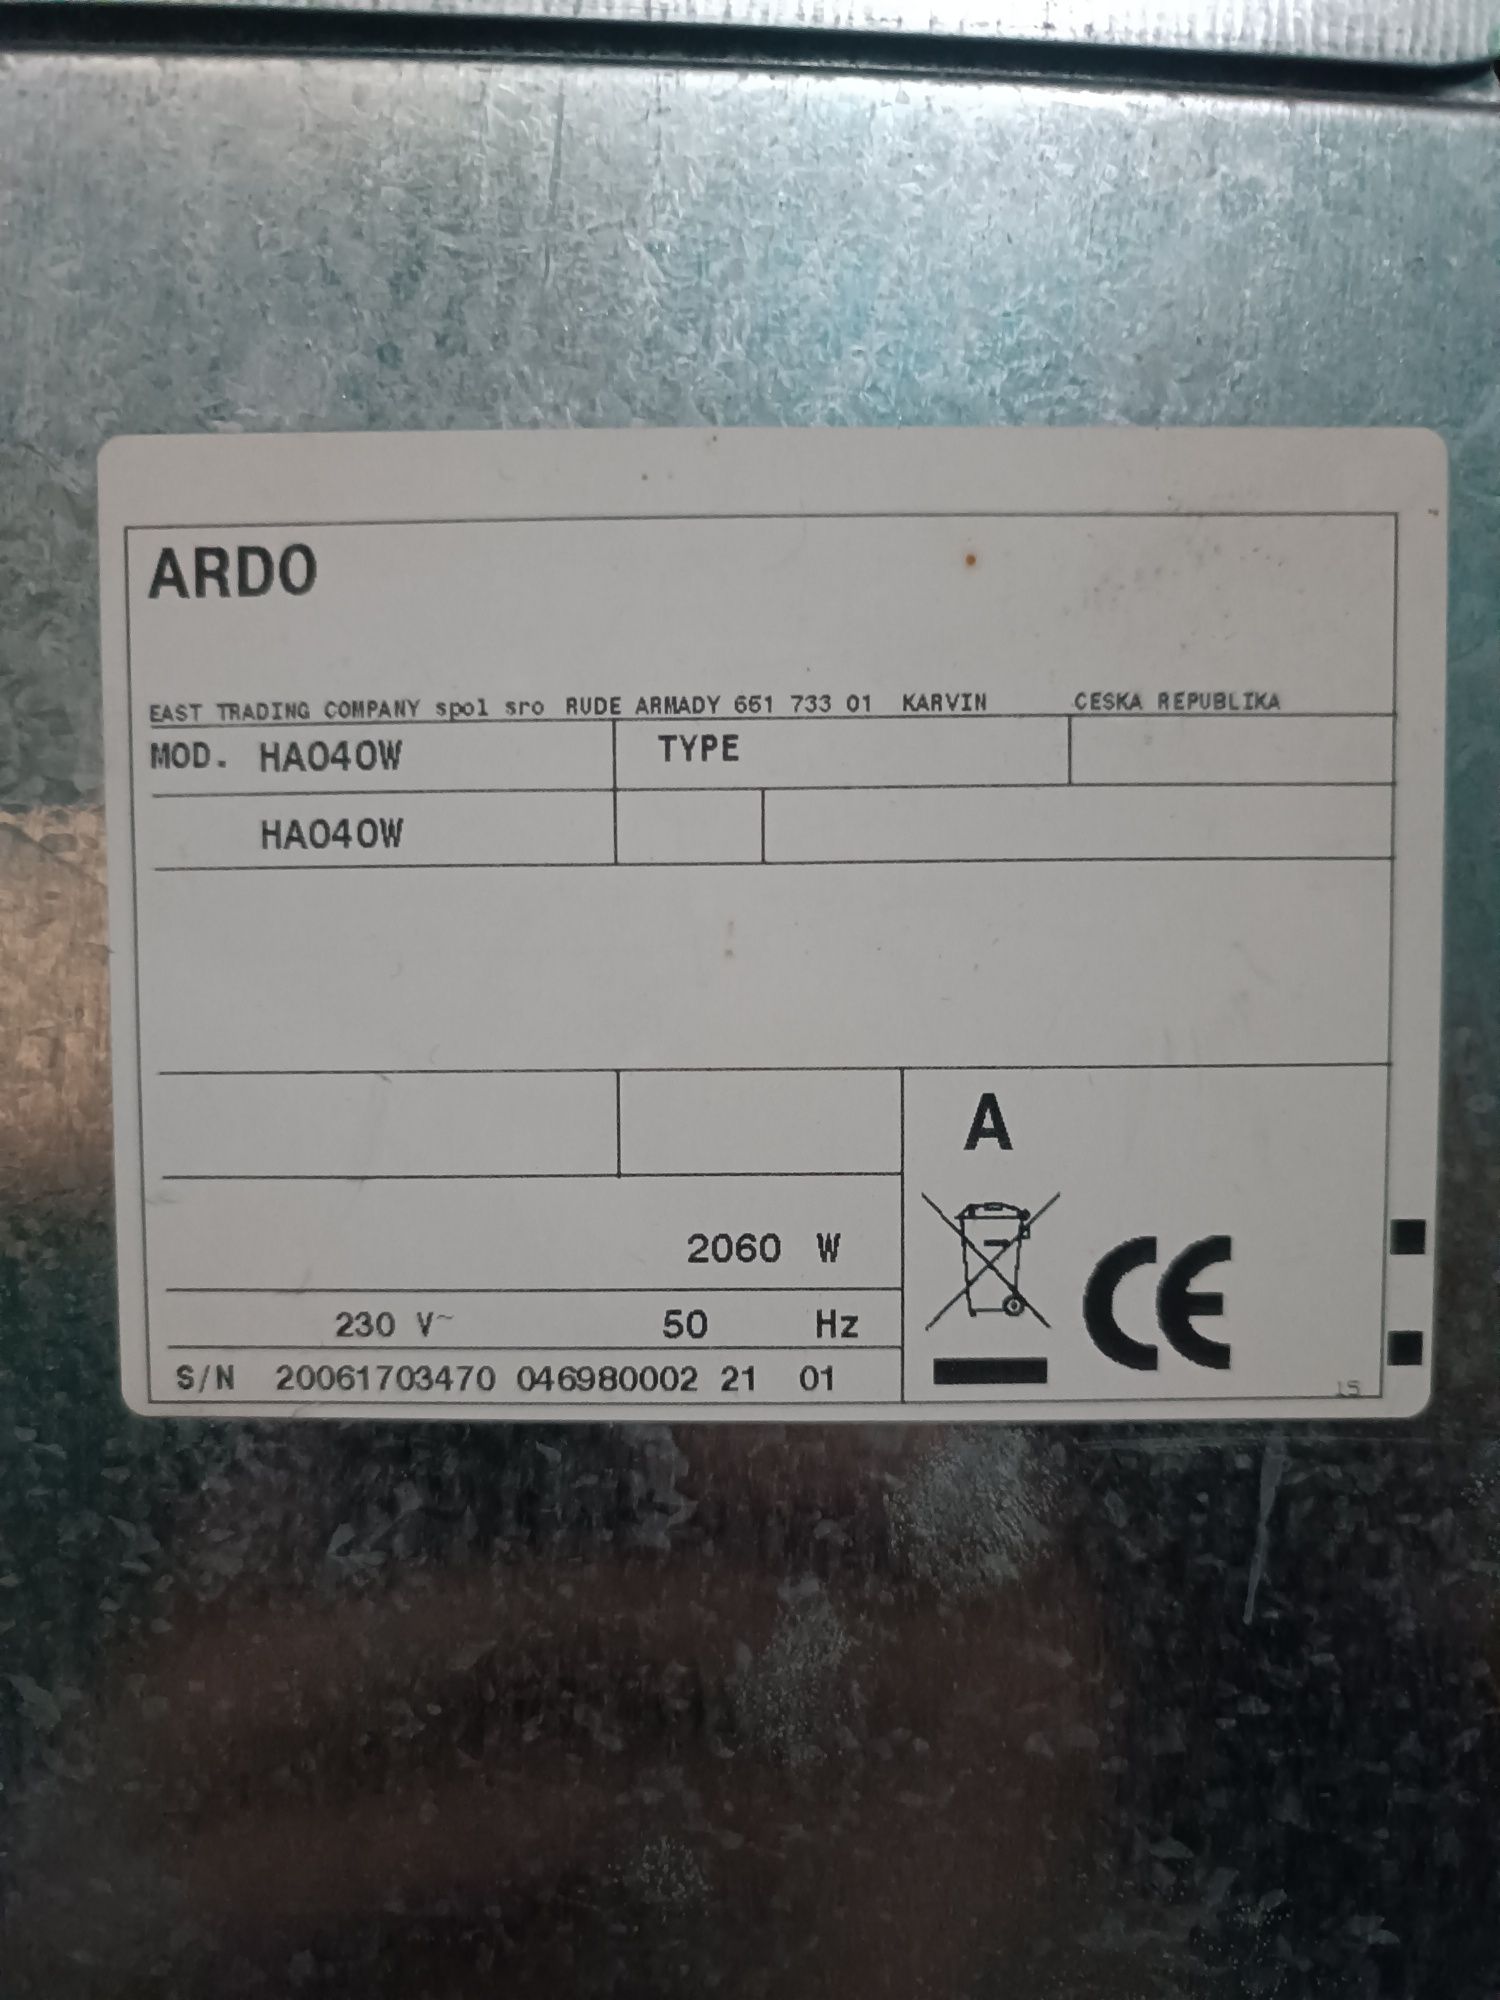 ARDO
EAST TRADING COMPANY spol sro RUDE ARMADY 651 733 01 KARVIN CESKA REPUBLIKA
MOD. HA040W TYPE
HA040W
A
2060 W
230 V~ 50 Hz
CE
S/N 20061703470 046980002 21 01
15